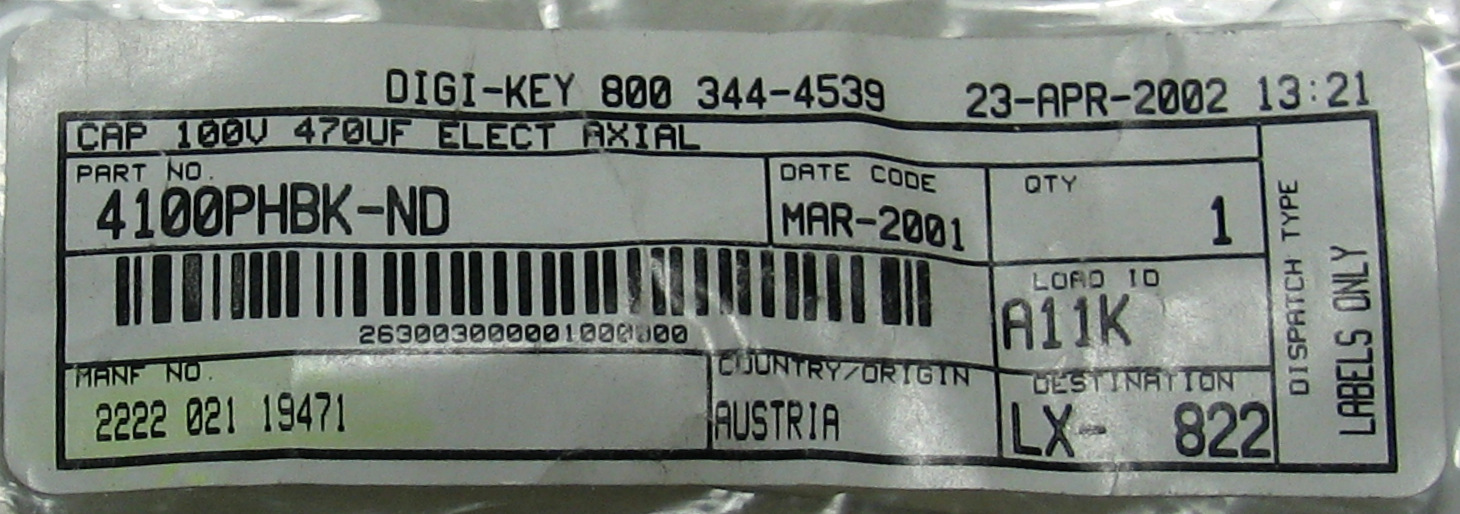 DIGI-KEY 800 344-4539 23-APR-2002 13:21
CAP 100V 470UF ELECT AXIAL
PART NO.
4100PHBK-ND
DATE CODE
MAR-2001
QTY
1
LOAD ID
A11K
MANF NO.
2222 021 19471
COUNTRY/ORIGIN
AUSTRIA
DESTINATION
LX- 822
DISPATCH TYPE
LABELS ONLY